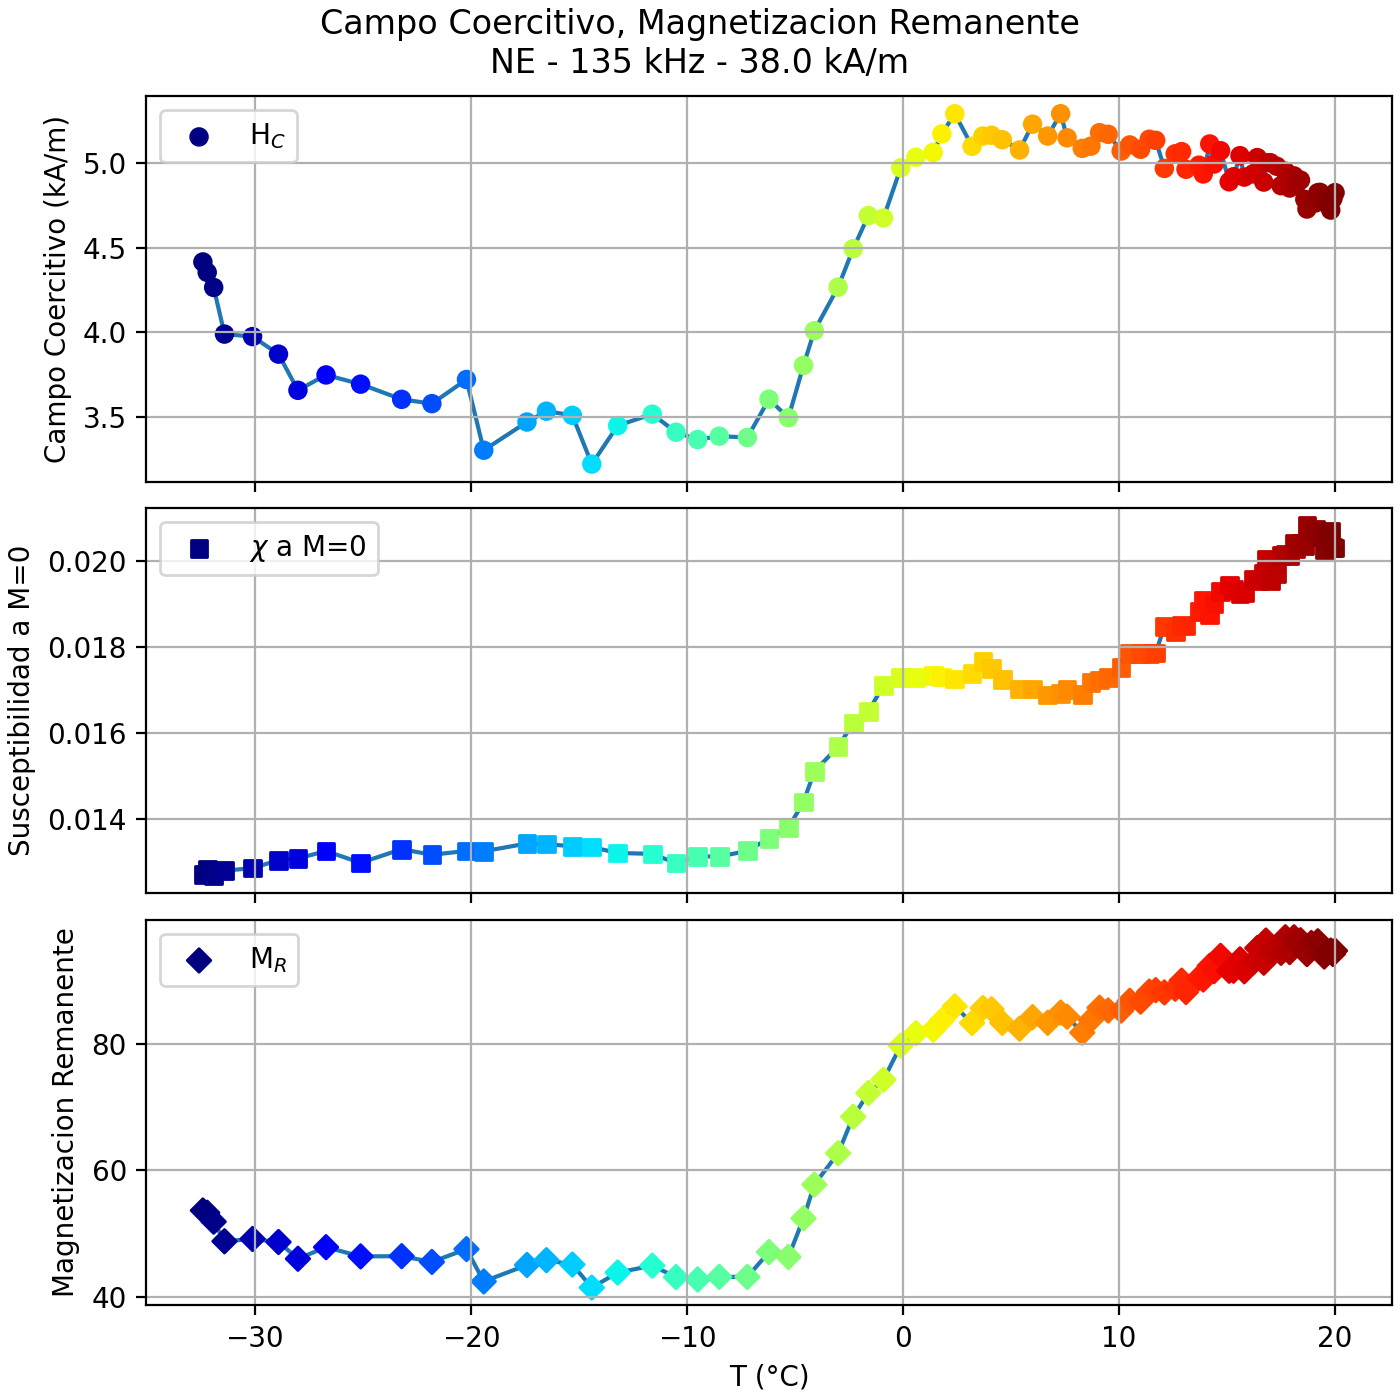 Campo Coercitivo, Magnetizacion Remanente
NE - 135 kHz - 38.0 kA/m
Campo Coercitivo (kA/m)
H_C
5.0
4.5
4.0
3.5
Susceptibilidad a M=0
χ a M=0
0.020
0.018
0.016
0.014
Magnetizacion Remanente
M_R
80
60
40
−30 −20 −10 0 10 20
T (°C)